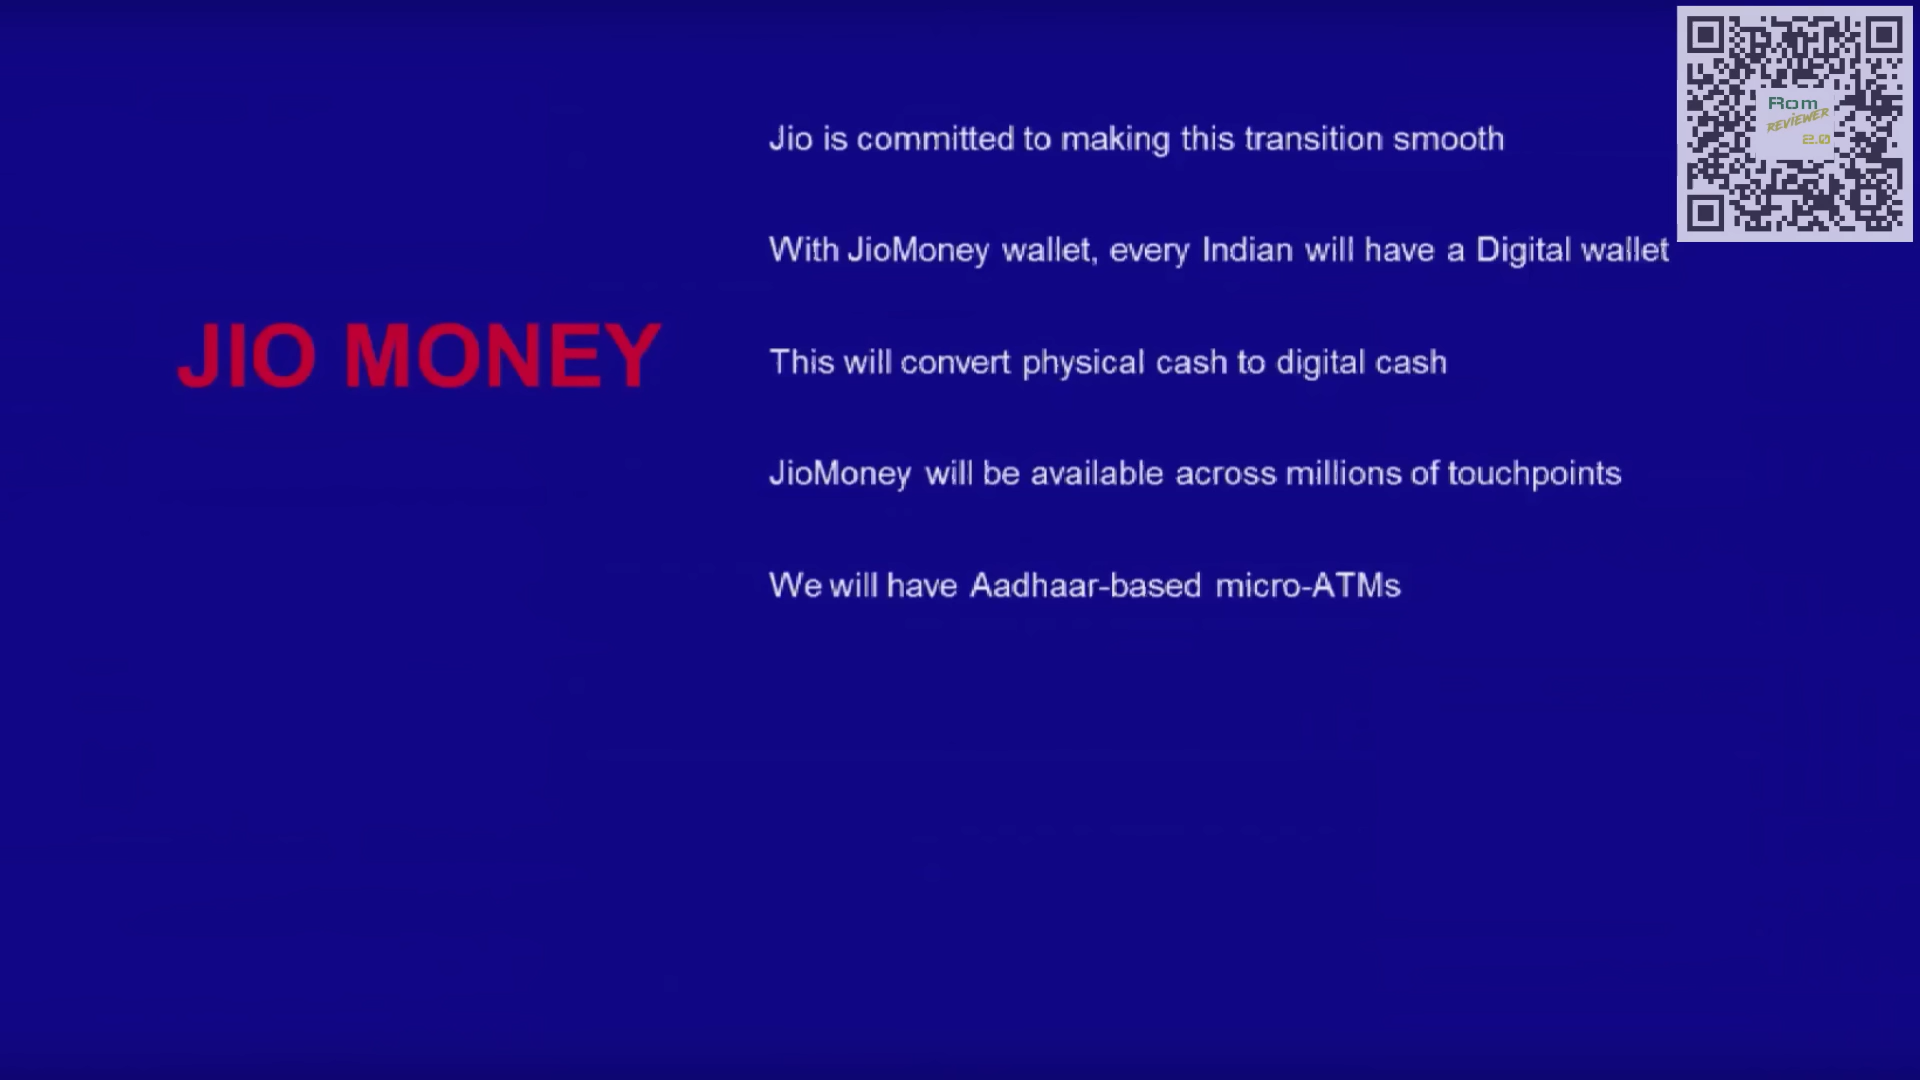 Jio is committed to making this transition smooth
With JioMoney wallet, every Indian will have a Digital wallet
JIO MONEY
This will convert physical cash to digital cash
JioMoney will be available across millions of touchpoints
We will have Aadhaar-based micro-ATMs
Rom
REViEWER
2.0